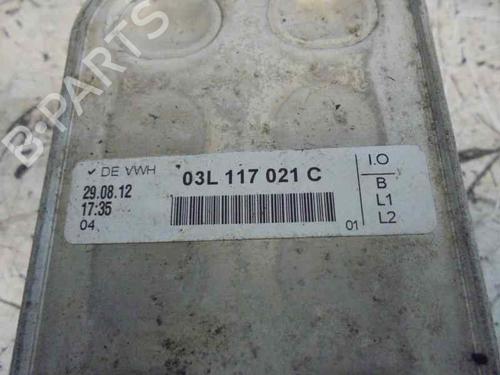 B-PARTS
✓ DE VWH
03L 117 021 C
I.O
29.08.12
17:35
04
01
B
L1
L2